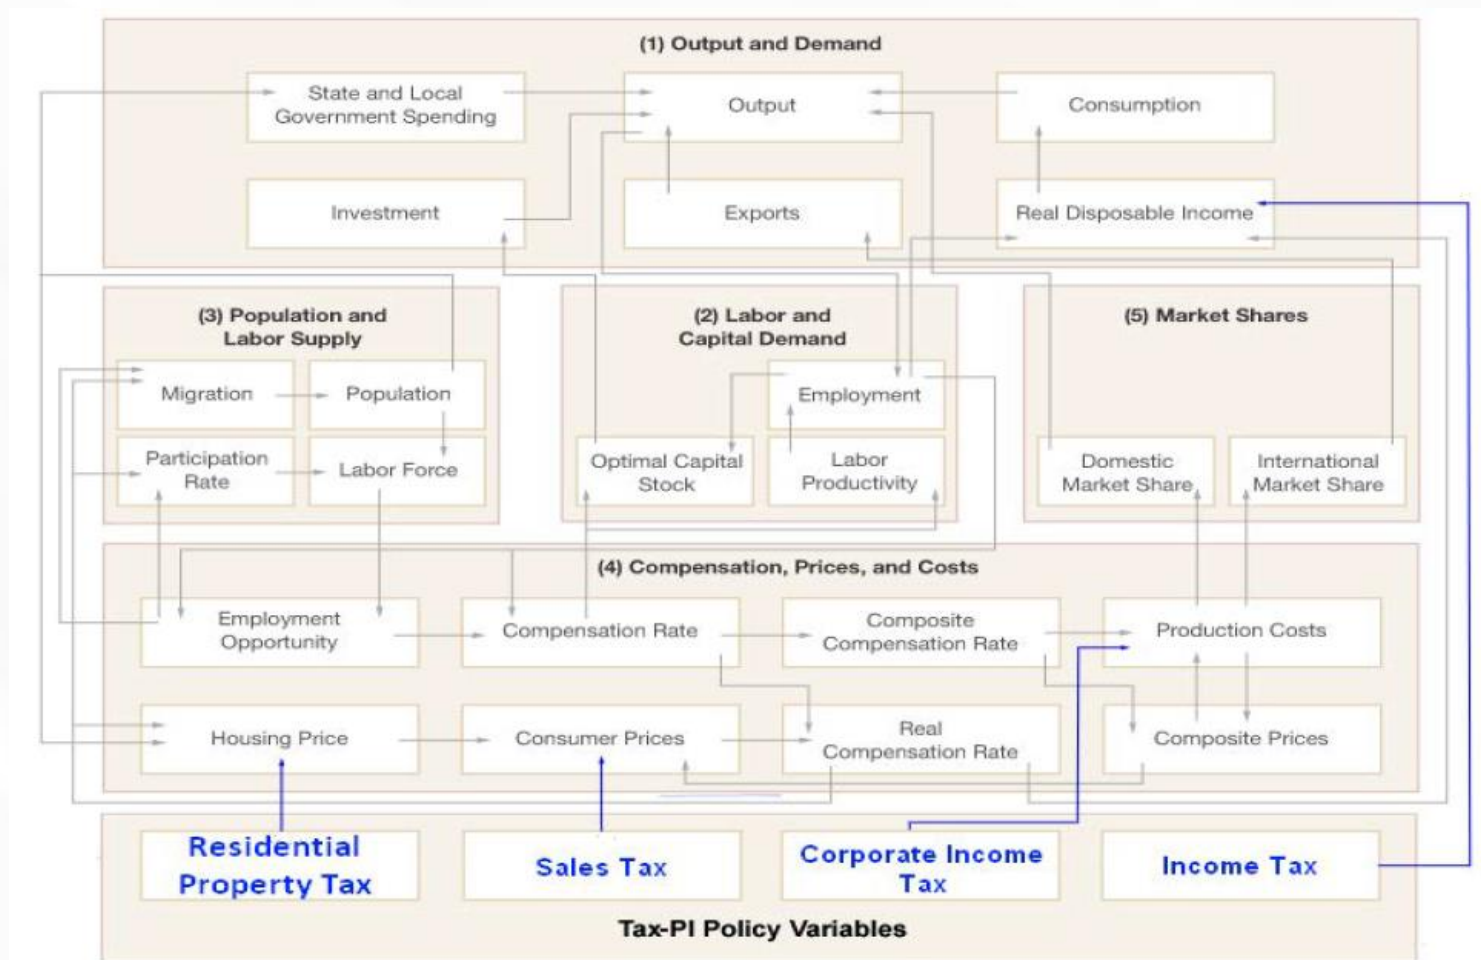 (1) Output and Demand
State and Local
Government Spending
Output
Consumption
Investment
Exports
Real Disposable Income
(3) Population and
Labor Supply
Migration
Population
Participation
Rate
Labor Force
(2) Labor and
Capital Demand
Employment
Optimal Capital
Stock
Labor
Productivity
(5) Market Shares
Domestic
Market Share
International
Market Share
(4) Compensation, Prices, and Costs
Employment
Opportunity
Compensation Rate
Composite
Compensation Rate
Production Costs
Housing Price
Consumer Prices
Real
Compensation Rate
Composite Prices
Residential
Property Tax
Sales Tax
Corporate Income
Tax
Income Tax
Tax-PI Policy Variables